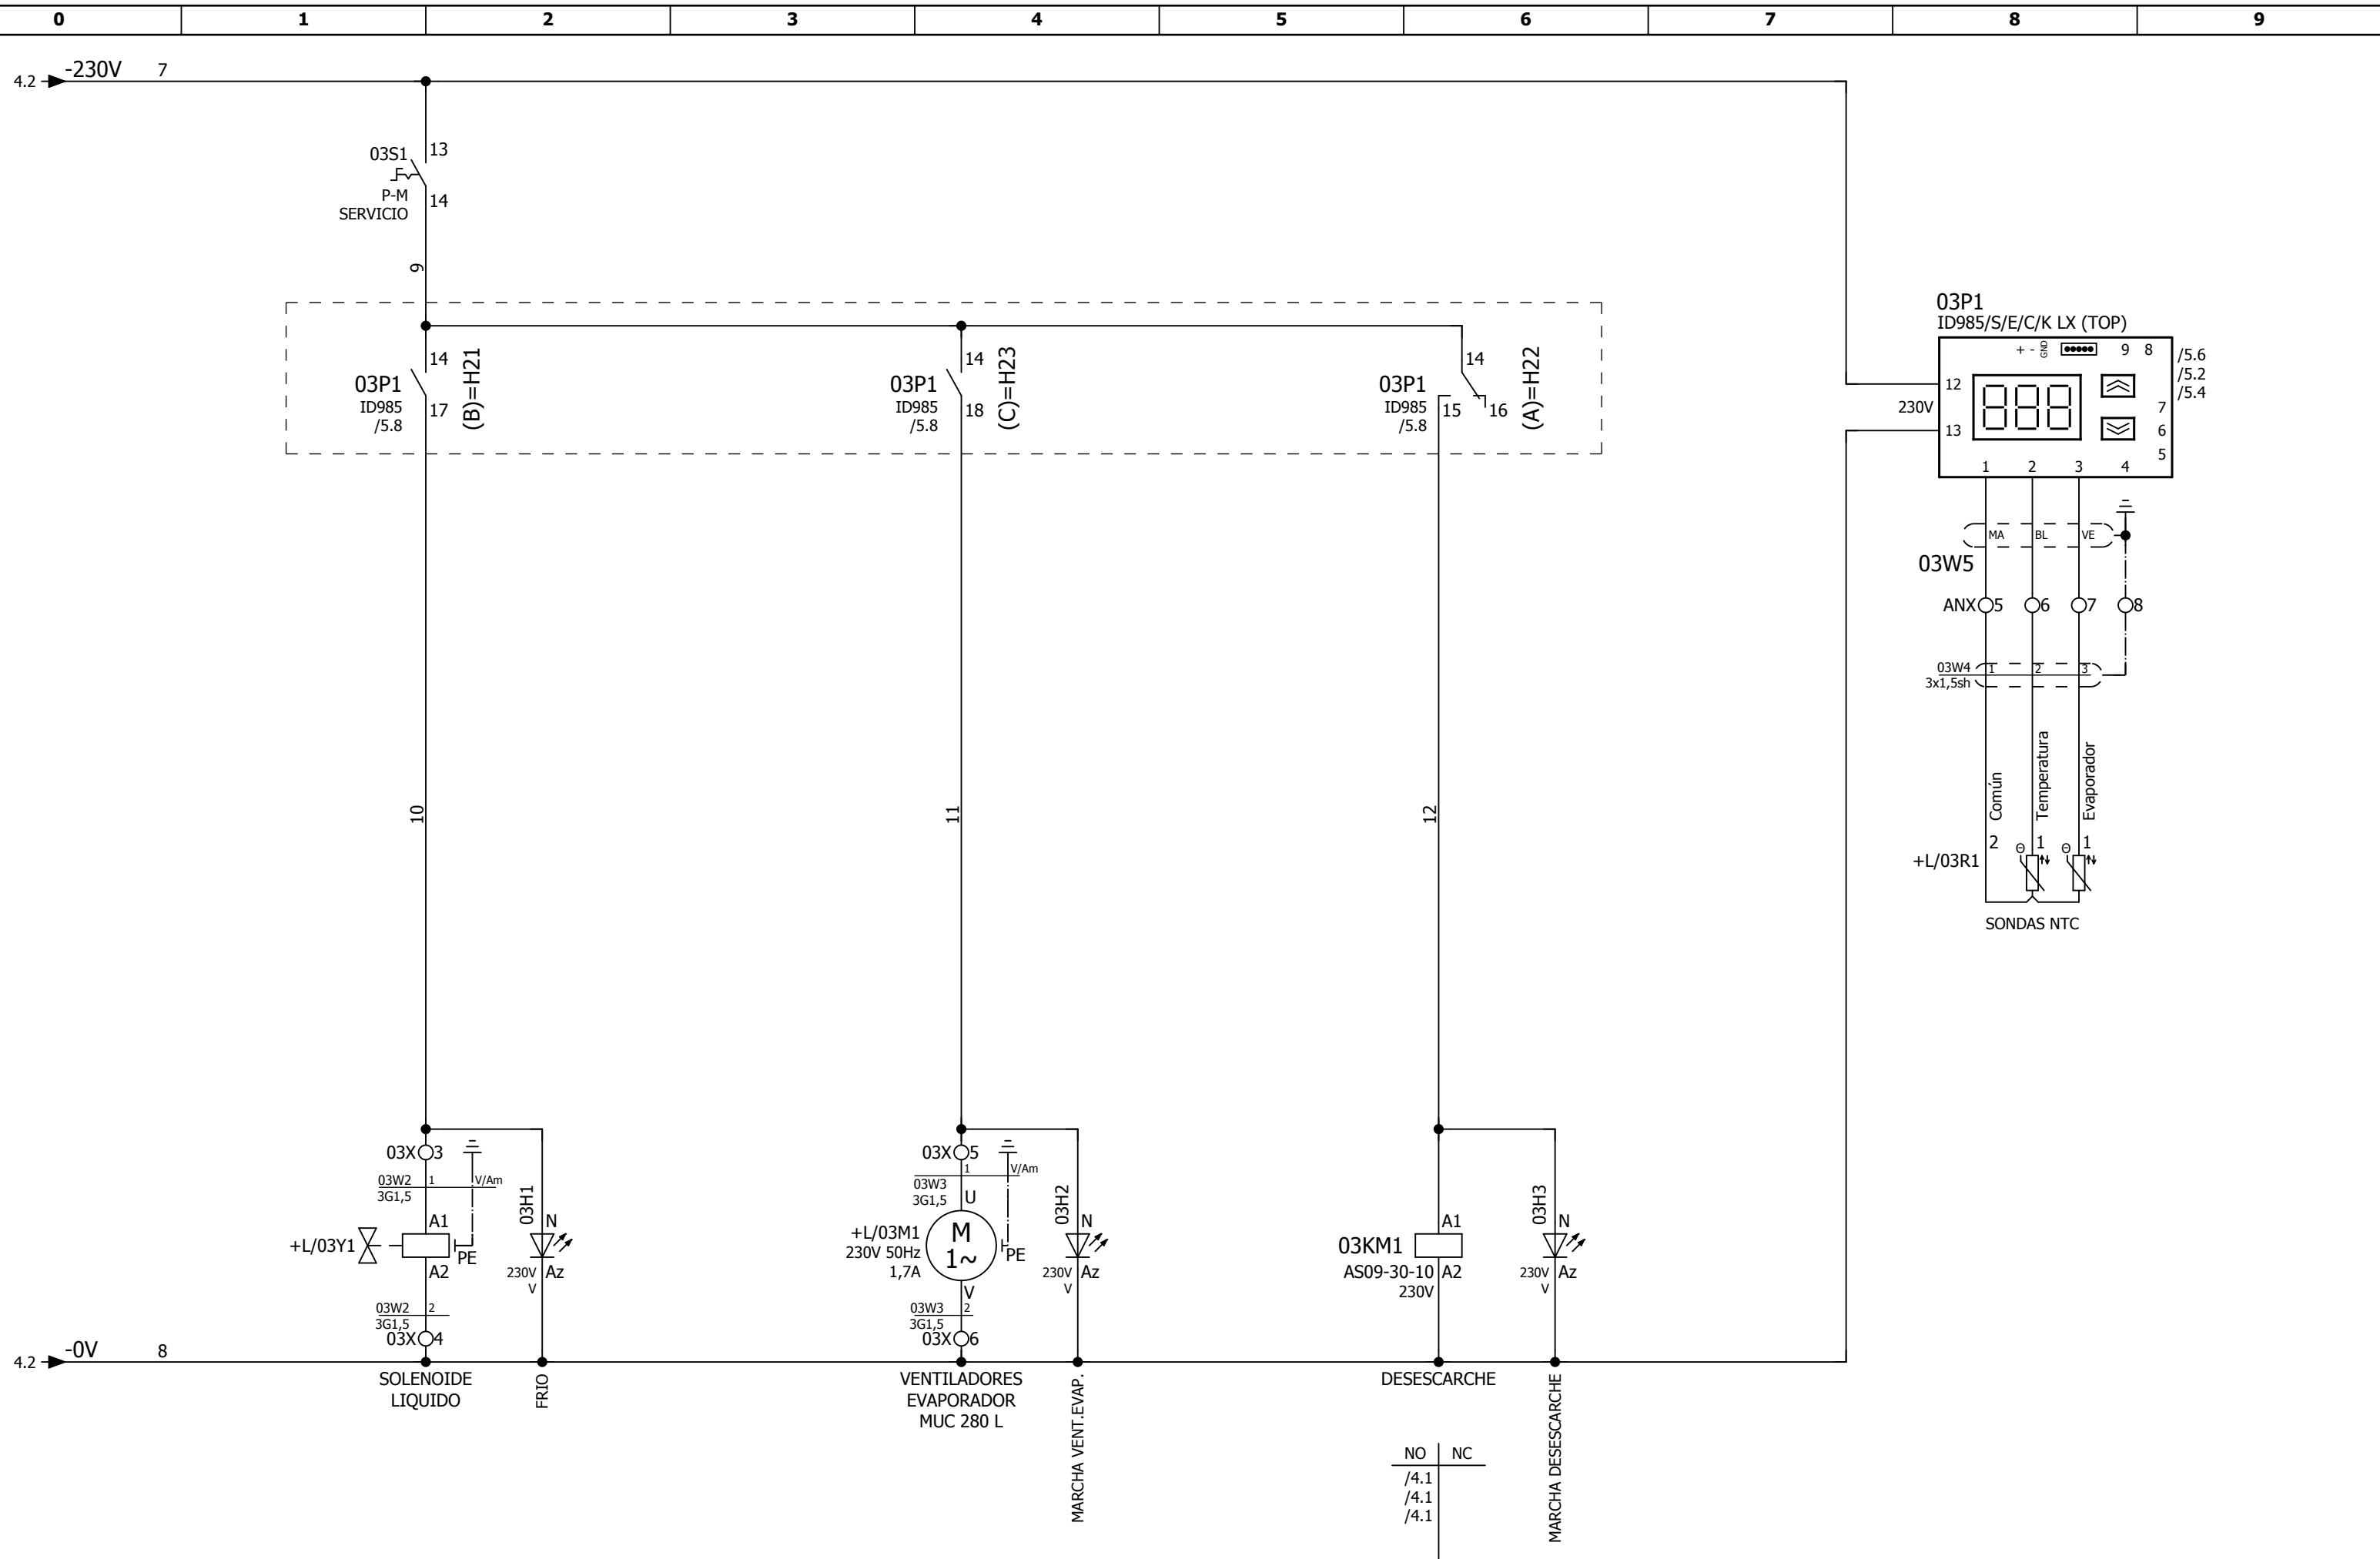 0 1 2 3 4 5 6 7 8 9
4.2 -230V 7
03S1 13
P-M 14
SERVICIO
9
03P1 14
ID985 17
/5.8
(B)=H21
03P1 14
ID985 18
/5.8
(C)=H23
03P1 14
ID985 15 16
/5.8
(A)=H22
03P1
ID985/S/E/C/K LX (TOP)
+ - GND 9 8
/5.6
/5.2
/5.4
12
230V
13
7
6
5
1 2 3 4
MA BL VE
03W5
ANX 5 6 7 8
03W4 1 2 3
3x1,5sh
Común
Temperatura
Evaporador
2 Θ 1 Θ 1
+L/03R1
SONDAS NTC
10
11
12
03X 3
03W2 1 V/Am
3G1,5
A1
+L/03Y1
PE
A2
03W2 2
3G1,5
03X 4
03H1
N
230V Az
V
03X 5
1 V/Am
03W3
3G1,5 U
+L/03M1 M
230V 50Hz 1~
1,7A
PE
V
03W3 2
3G1,5
03X 6
03H2
N
230V Az
V
A1
03KM1
AS09-30-10 A2
230V
03H3
N
230V Az
V
4.2 -0V 8
SOLENOIDE
LIQUIDO
FRIO
VENTILADORES
EVAPORADOR
MUC 280 L
MARCHA VENT.EVAP.
DESESCARCHE
MARCHA DESESCARCHE
NO NC
/4.1
/4.1
/4.1